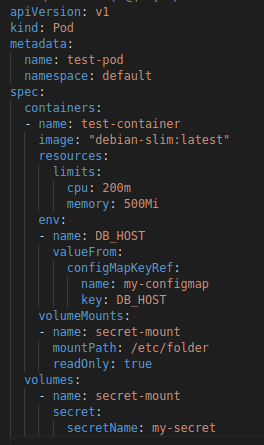 apiVersion: v1
kind: Pod
metadata:
  name: test-pod
  namespace: default
spec:
  containers:
  - name: test-container
    image: "debian-slim:latest"
    resources:
      limits:
        cpu: 200m
        memory: 500Mi
    env:
    - name: DB_HOST
      valueFrom:
        configMapKeyRef:
          name: my-configmap
          key: DB_HOST
    volumeMounts:
    - name: secret-mount
      mountPath: /etc/folder
      readOnly: true
  volumes:
    - name: secret-mount
      secret:
        secretName: my-secret